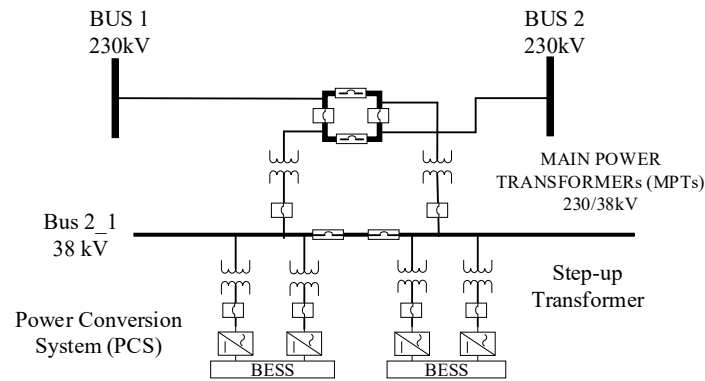 BUS 1
230kV
BUS 2
230kV
MAIN POWER
TRANSFORMERs (MPTs)
230/38kV
Bus 2_1
38 kV
Step-up
Transformer
Power Conversion
System (PCS)
BESS
BESS